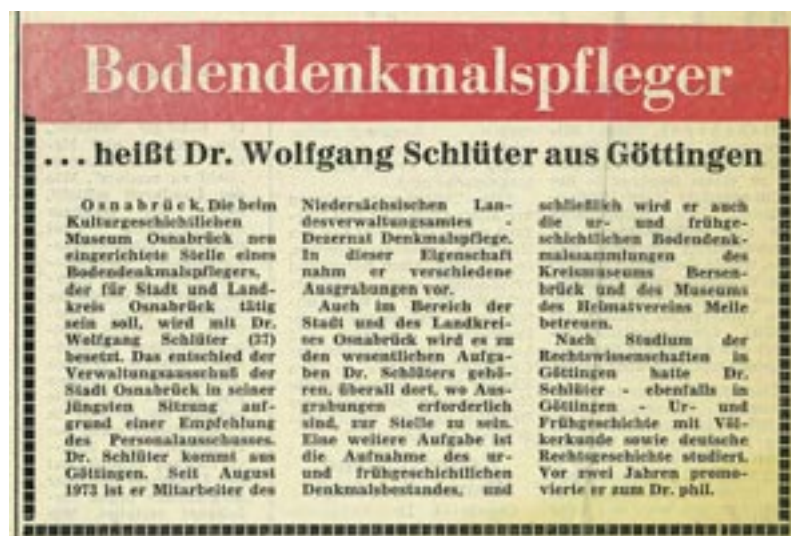 Bodendenkmalspfleger
... heißt Dr. Wolfgang Schlüter aus Göttingen
Osnabrück. Die beim
Kulturgeschichtlichen
Museum Osnabrück neu
eingerichtete Stelle eines
Bodendenkmalspflegers,
der für Stadt und Land-
kreis Osnabrück tätig
sein soll, wird mit Dr.
Wolfgang Schlüter (37)
besetzt. Das entschied der
Verwaltungsausschuß der
Stadt Osnabrück in seiner
jüngsten Sitzung auf-
grund einer Empfehlung
des Personalausschusses.
Dr. Schlüter kommt aus
Göttingen. Seit August
1973 ist er Mitarbeiter des
Niedersächsischen Lan-
desverwaltungsamtes -
Dezernat Denkmalspflege.
In dieser Eigenschaft
nahm er verschiedene
Ausgrabungen vor.
Auch im Bereich der
Stadt und des Landkrei-
ses Osnabrück wird es zu
den wesentlichen Aufga-
ben Dr. Schlüters gehö-
ren, überall dort, wo Aus-
grabungen erforderlich
sind, zur Stelle zu sein.
Eine weitere Aufgabe ist
die Aufnahme des ur-
und frühgeschichtlichen
Denkmalsbestandes, und
schließlich wird er auch
die ur- und frühge-
schichtlichen Bodendenk-
malssammlungen des
Kreismuseums Bersen-
brück und des Museums
des Heimatvereins Melle
betreuen.
Nach Studium der
Rechtswissenschaften in
Göttingen hatte Dr.
Schlüter - ebenfalls in
Göttingen - Ur- und
Frühgeschichte mit Völ-
kerkunde sowie deutsche
Rechtsgeschichte studiert.
Vor zwei Jahren promo-
vierte er zum Dr. phil.